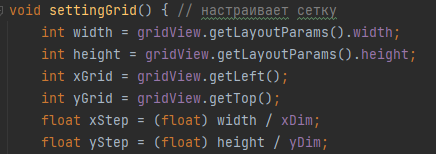 void settingGrid() { // настраивает сетку
int width = gridView.getLayoutParams().width;
int height = gridView.getLayoutParams().height;
int xGrid = gridView.getLeft();
int yGrid = gridView.getTop();
float xStep = (float) width / xDim;
float yStep = (float) height / yDim;